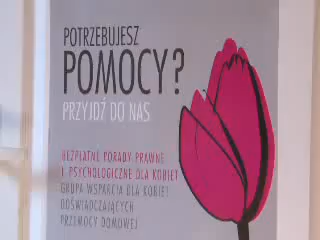 POTRZEBUJESZ
POMOCY?
PRZYJDŹ DO NAS
BEZPŁATNE PORADY PRAWNE
I PSYCHOLOGICZNE DLA KOBIET
GRUPA WSPARCIA DLA KOBIET
DOŚWIADCZAJĄCYCH
PRZEMOCY DOMOWEJ